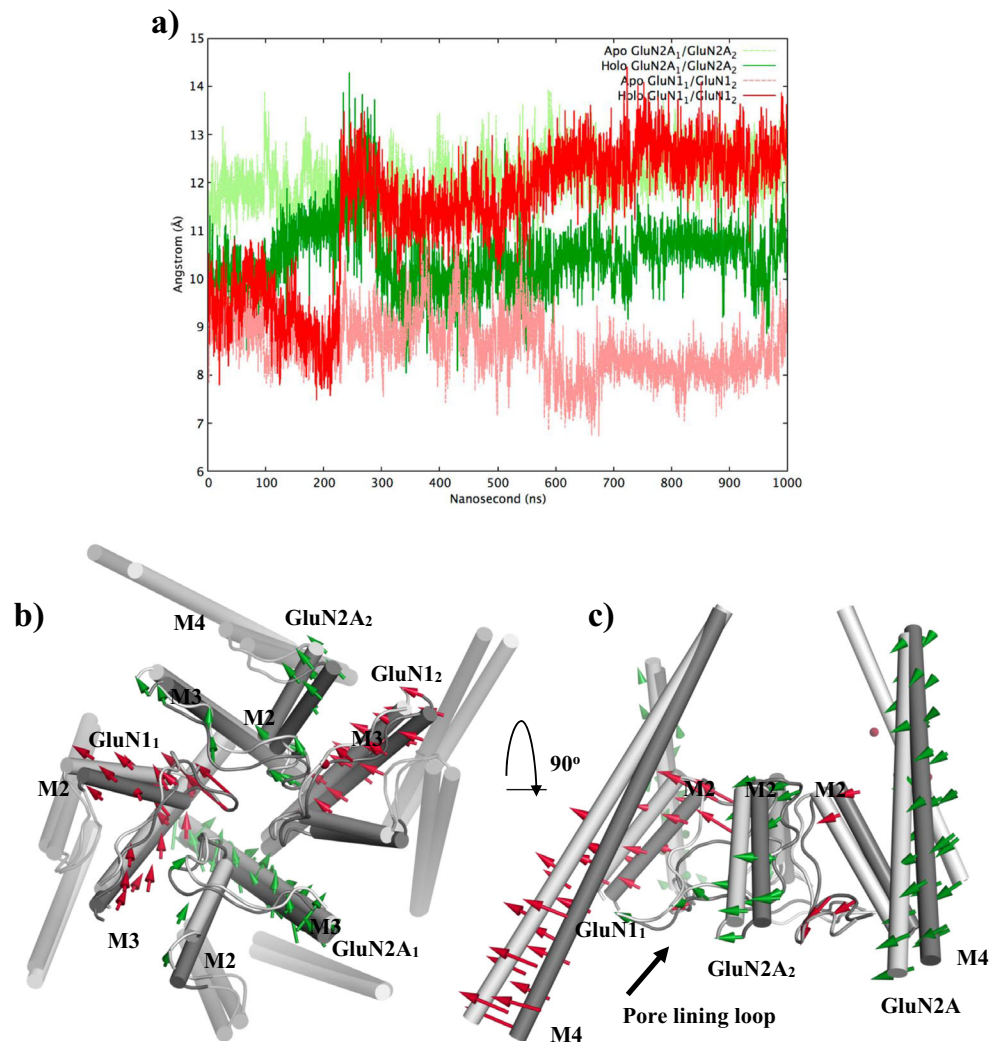 a)
15
14
13
12
11
10
9
8
7
6
Angstrom (Å)
Apo GluN2A₁/GluN2A₂
Holo GluN2A₁/GluN2A₂
Apo GluN1₁/GluN1₂
Holo GluN1₁/GluN1₂
0 100 200 300 400 500 600 700 800 900 1000
Nanosecond (ns)
b)
M4
GluN2A₂
GluN1₂
M3
M2
M3
GluN1₁
M2
M3
M3
M2
GluN2A₁
90º
c)
M2 M2 M2
GluN1₁
GluN2A₂
Pore lining loop
M4
M4
GluN2A